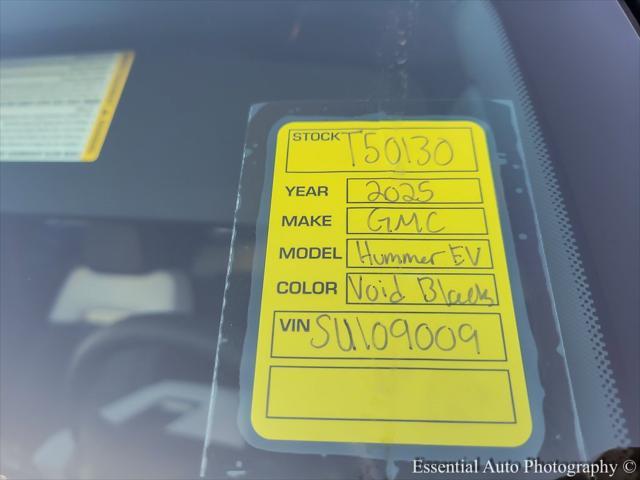 STOCK T50130
YEAR 2025
MAKE GMC
MODEL Hummer EV
COLOR Void Black
VIN SU109009
Essential Auto Photography ©